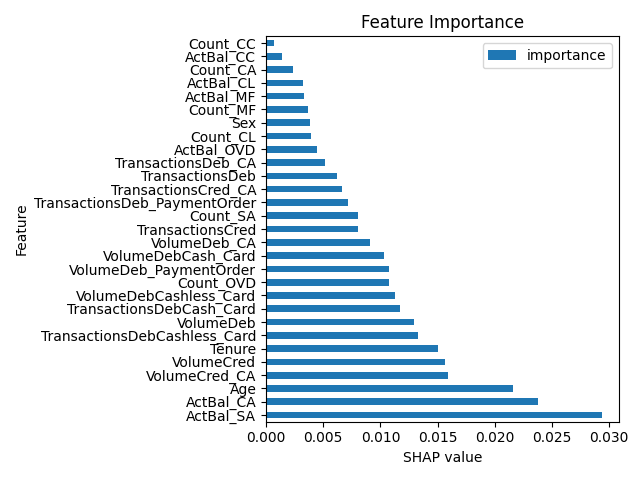 Feature Importance
importance
Count_CC
ActBal_CC
Count_CA
ActBal_CL
ActBal_MF
Count_MF
Sex
Count_CL
ActBal_OVD
TransactionsDeb_CA
TransactionsDeb
TransactionsCred_CA
TransactionsDeb_PaymentOrder
Count_SA
TransactionsCred
VolumeDeb_CA
VolumeDebCash_Card
VolumeDeb_PaymentOrder
Count_OVD
VolumeDebCashless_Card
TransactionsDebCash_Card
VolumeDeb
TransactionsDebCashless_Card
Tenure
VolumeCred
VolumeCred_CA
Age
ActBal_CA
ActBal_SA
Feature
0.000 0.005 0.010 0.015 0.020 0.025 0.030
SHAP value